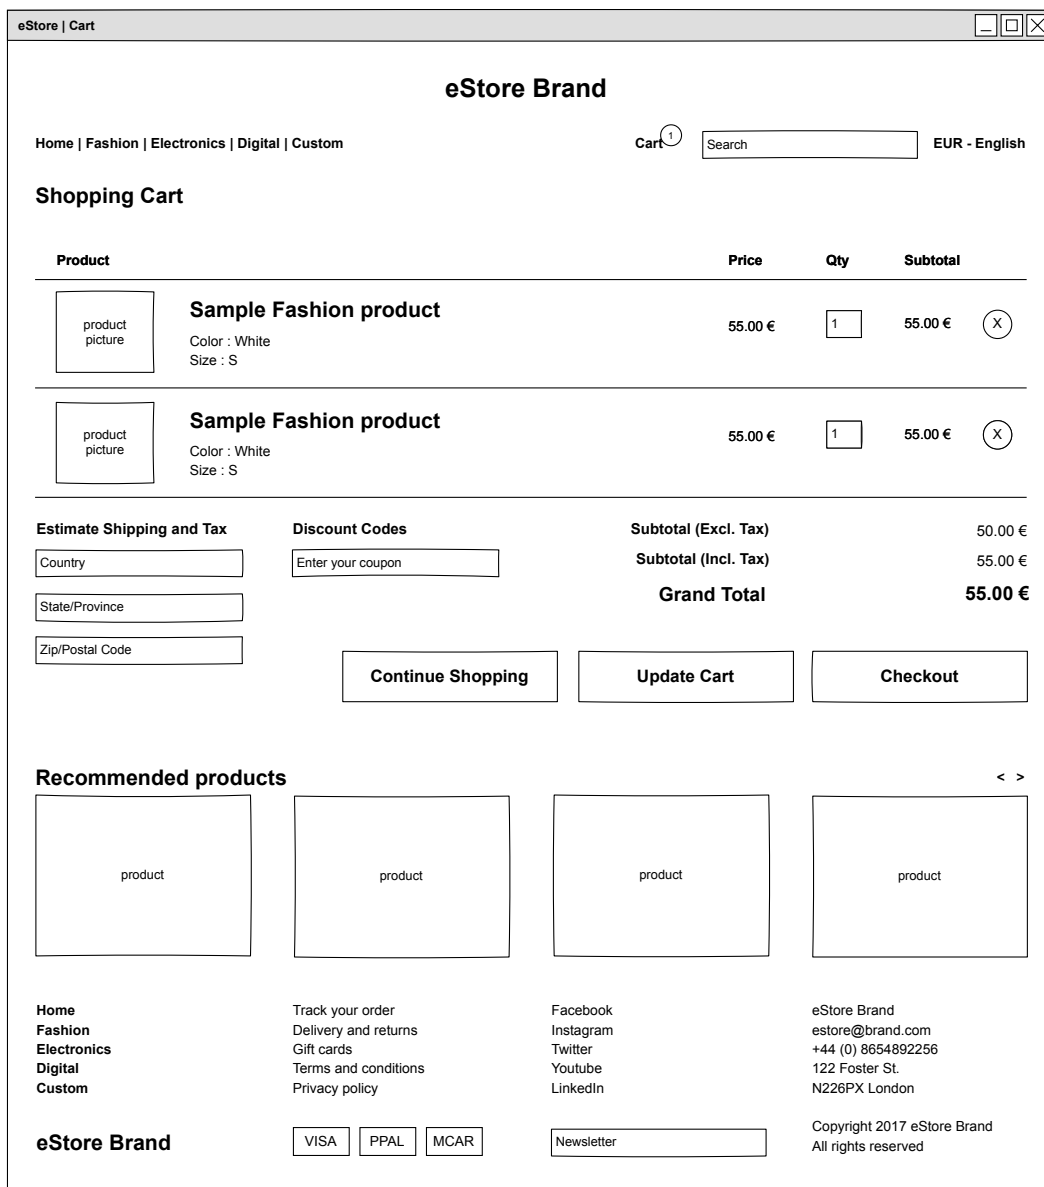 eStore | Cart
eStore Brand
Home | Fashion | Electronics | Digital | Custom
Cart 1
Search
EUR - English
Shopping Cart
Product Price Qty Subtotal
product
picture
Sample Fashion product
Color : White
Size : S
55.00 € 1 55.00 € X
product
picture
Sample Fashion product
Color : White
Size : S
55.00 € 1 55.00 € X
Estimate Shipping and Tax
Country
State/Province
Zip/Postal Code
Discount Codes
Enter your coupon
Subtotal (Excl. Tax) 50.00 €
Subtotal (Incl. Tax) 55.00 €
Grand Total 55.00 €
Continue Shopping
Update Cart
Checkout
Recommended products < >
product
product
product
product
Home
Fashion
Electronics
Digital
Custom
Track your order
Delivery and returns
Gift cards
Terms and conditions
Privacy policy
Facebook
Instagram
Twitter
Youtube
LinkedIn
eStore Brand
estore@brand.com
+44 (0) 8654892256
122 Foster St.
N226PX London
eStore Brand
VISA
PPAL
MCAR
Newsletter
Copyright 2017 eStore Brand
All rights reserved